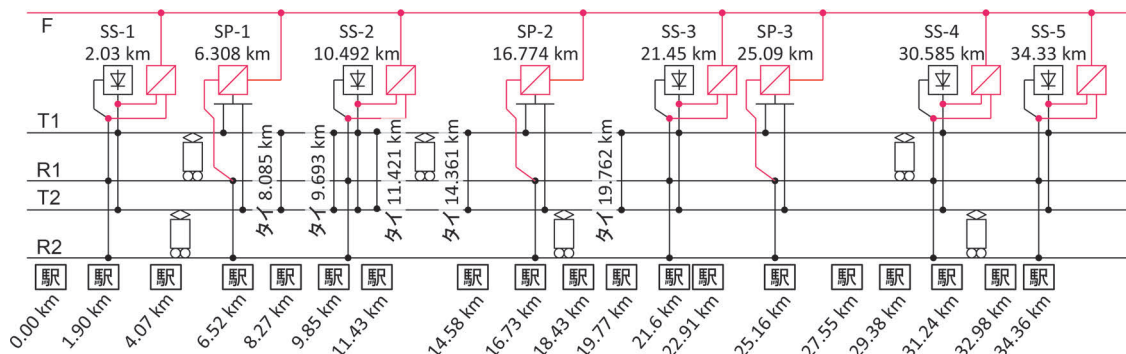 F
SS-1
2.03 km
SP-1
6.308 km
SS-2
10.492 km
SP-2
16.774 km
SS-3
21.45 km
SP-3
25.09 km
SS-4
30.585 km
SS-5
34.33 km
T1
R1
T2
R2
タイ 8.085 km
タイ 9.693 km
タイ 11.421 km
タイ 14.361 km
タイ 19.762 km
駅 駅 駅 駅 駅 駅 駅 駅 駅 駅 駅 駅 駅 駅 駅 駅 駅 駅 駅
0.00 km
1.90 km
4.07 km
6.52 km
8.27 km
9.85 km
11.43 km
14.58 km
16.73 km
18.43 km
19.77 km
21.6 km
22.91 km
25.16 km
27.55 km
29.38 km
31.24 km
32.98 km
34.36 km